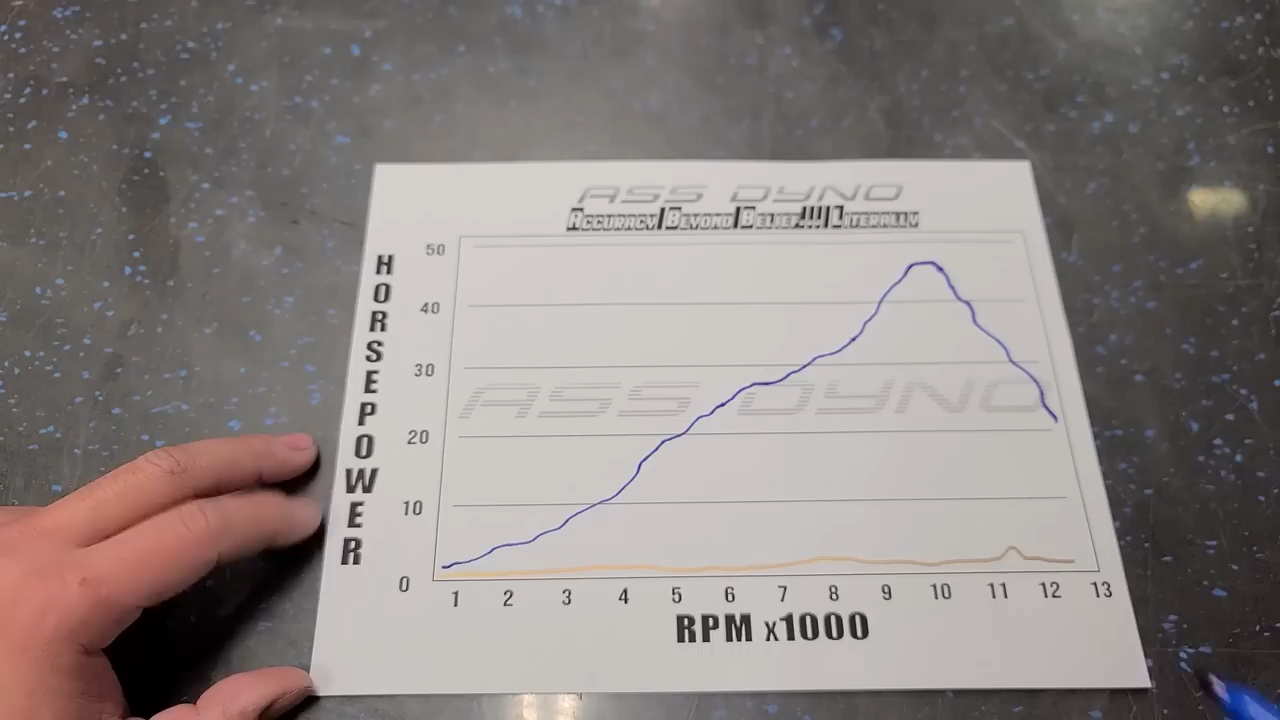 ASS DYNO
ACCURACY BEYOND BELIEF!!!! LITERALLY
HORSEPOWER
50
40
30
20
10
0
ASS DYNO
1 2 3 4 5 6 7 8 9 10 11 12 13
RPM x1000